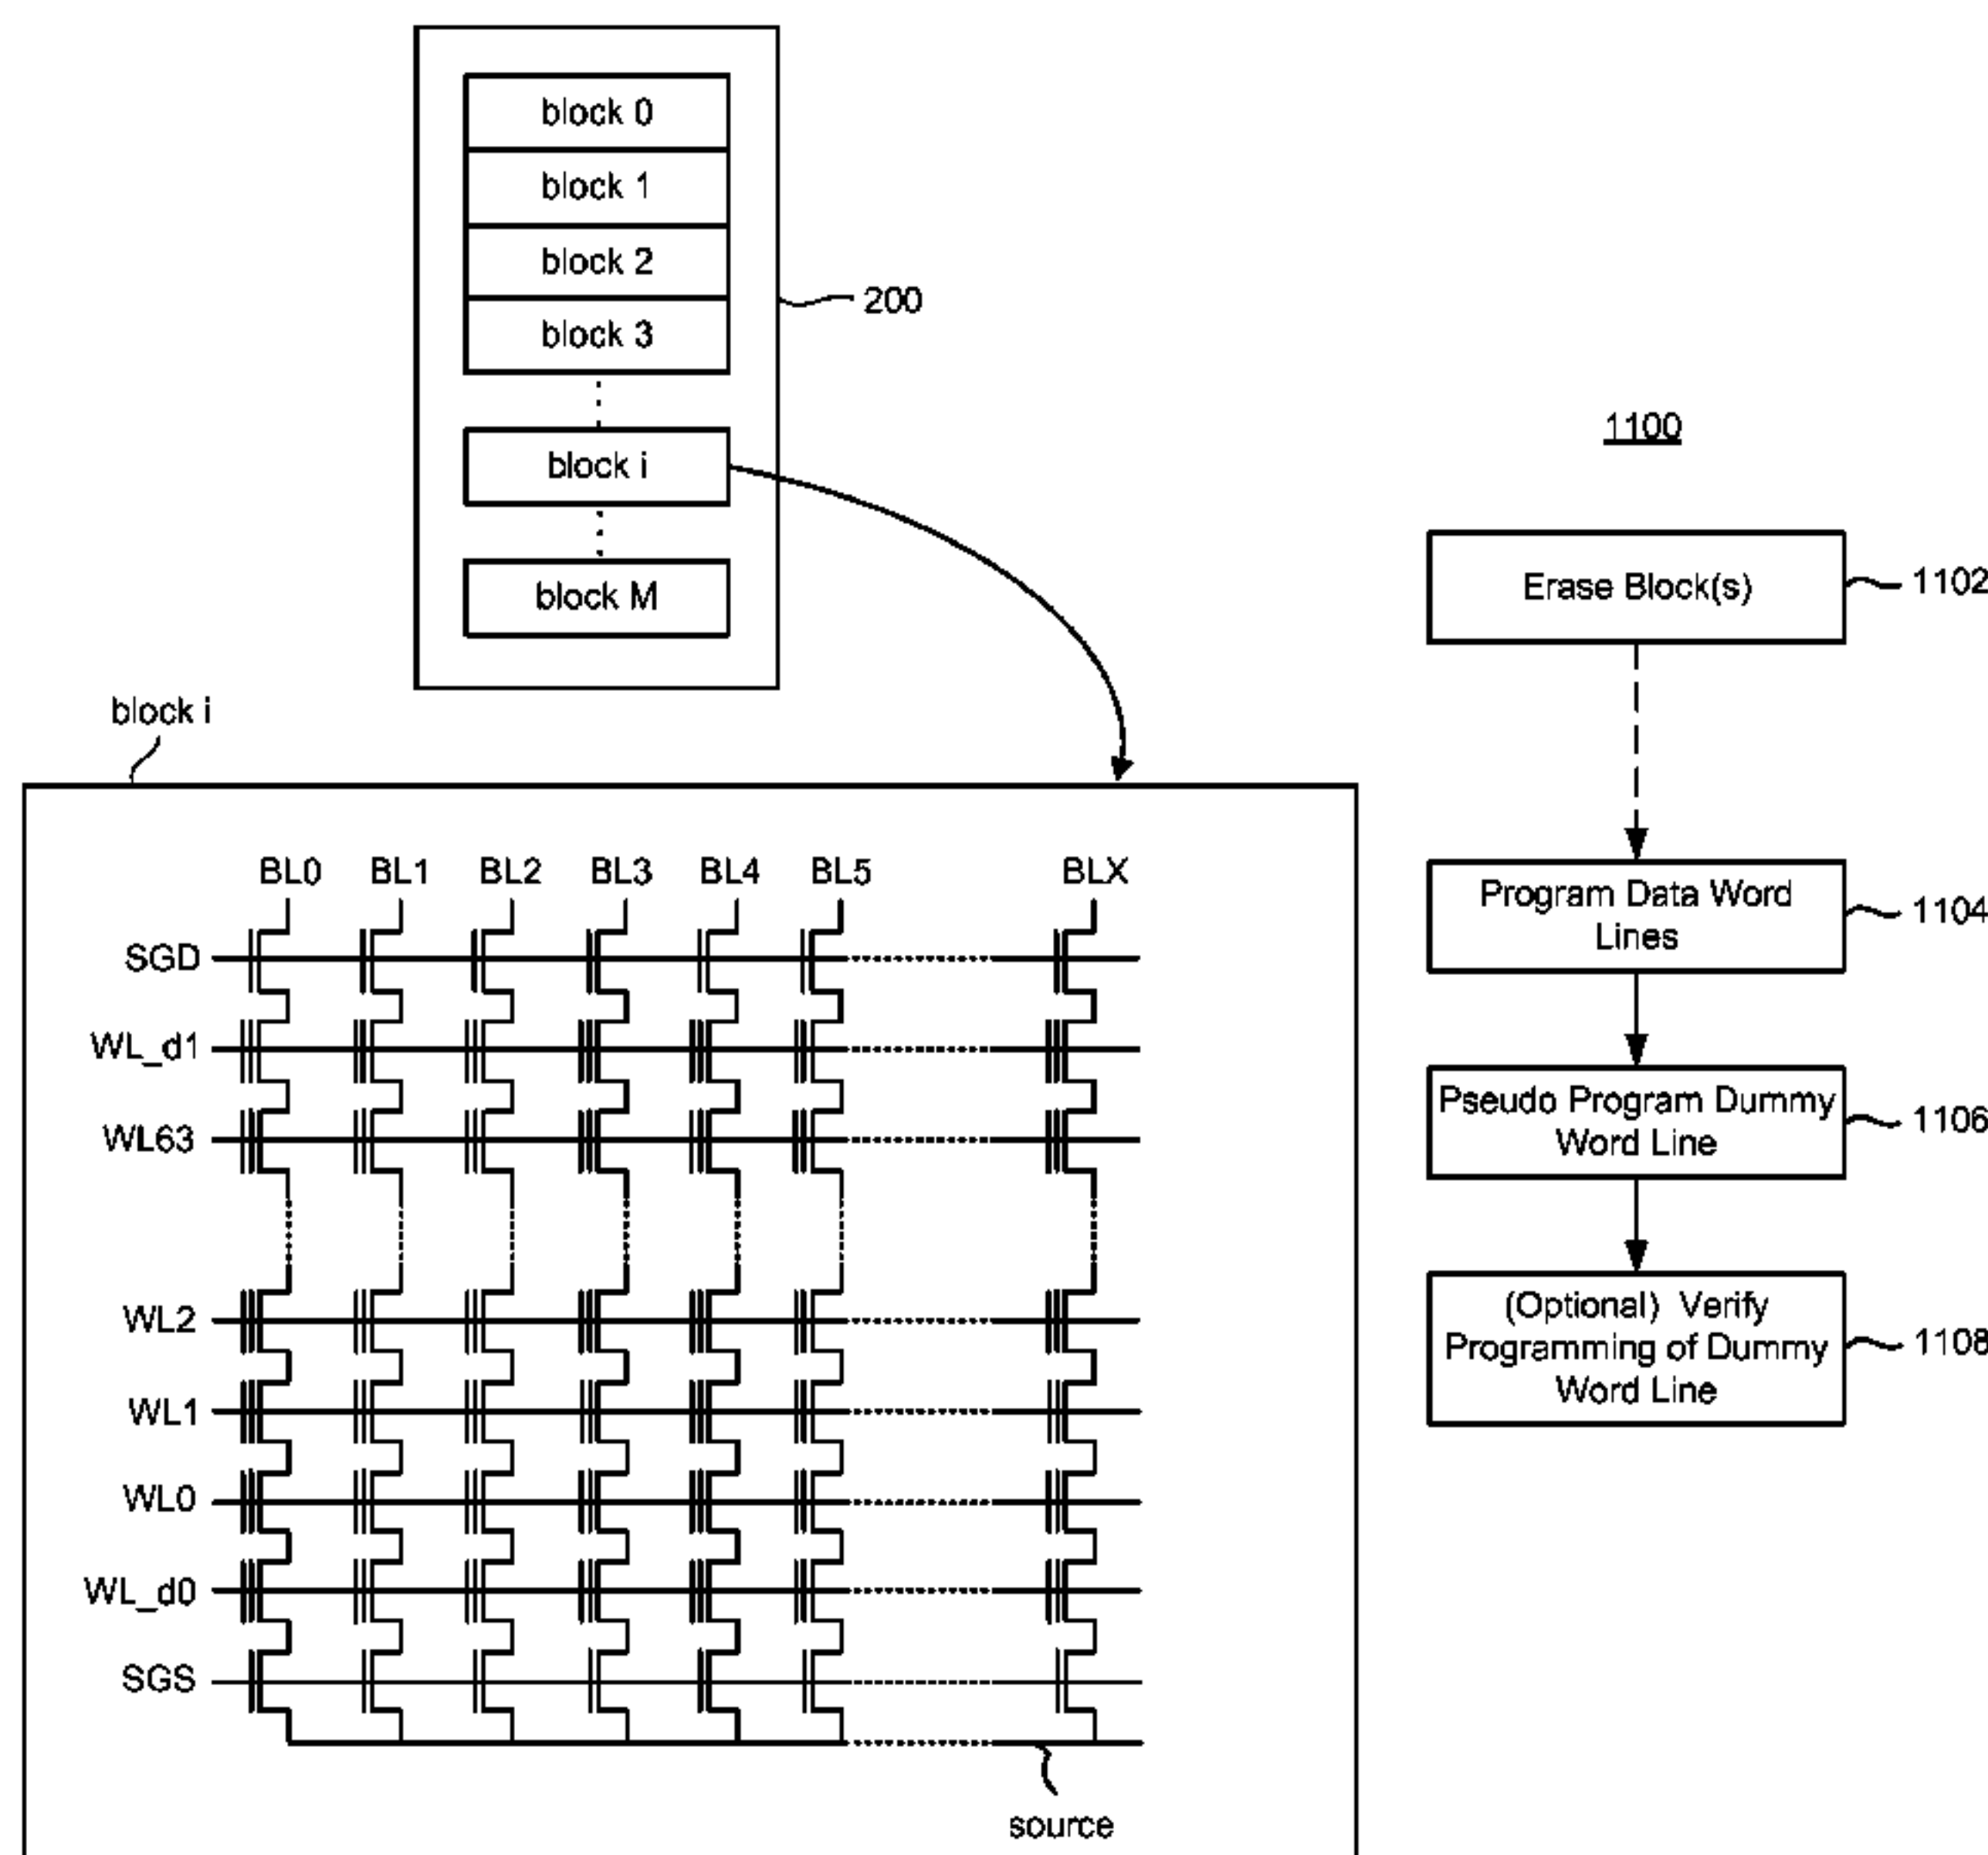 block 0
block 1
block 2
block 3
200
block i
block M
block i
BL0 BL1 BL2 BL3 BL4 BL5 BLX
SGD
WL_d1
WL63
WL2
WL1
WL0
WL_d0
SGS
source
1100
Erase Block(s)
1102
Program Data Word
Lines
1104
Pseudo Program Dummy
Word Line
1106
(Optional) Verify
Programming of Dummy
Word Line
1108